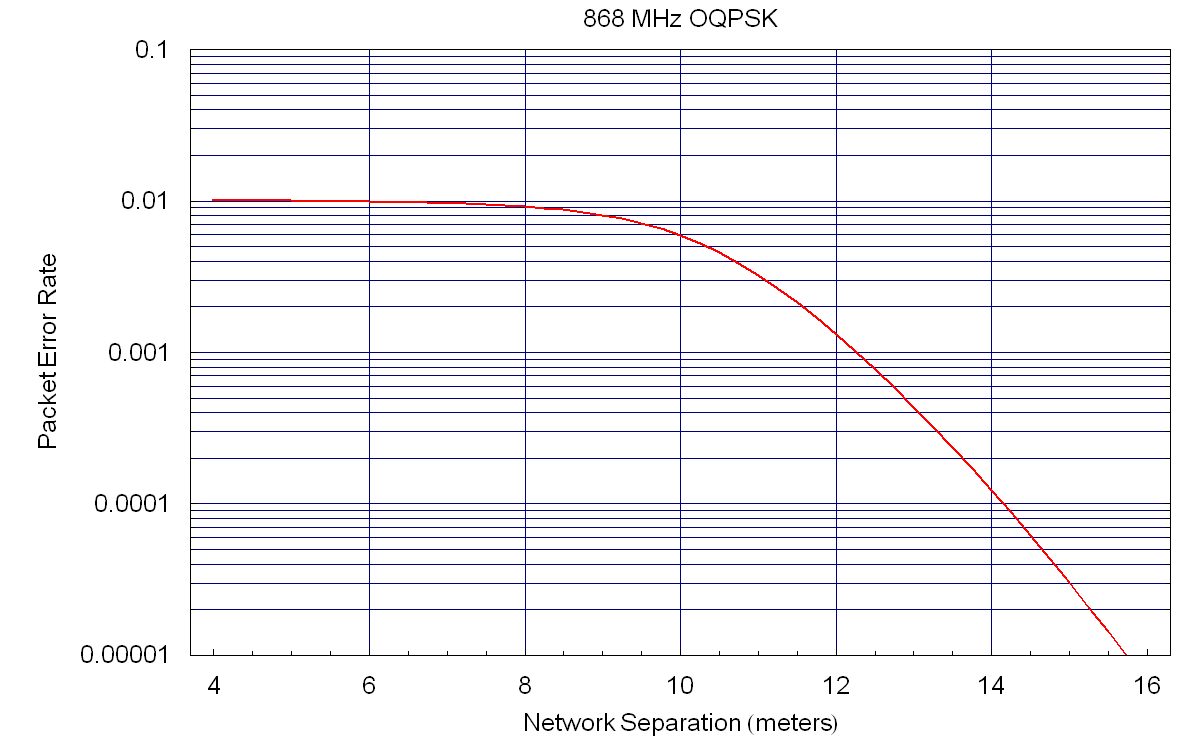 868 MHz OQPSK
0.1
0.01
0.001
0.0001
0.00001
Packet Error Rate
4 6 8 10 12 14 16
Network Separation (meters)